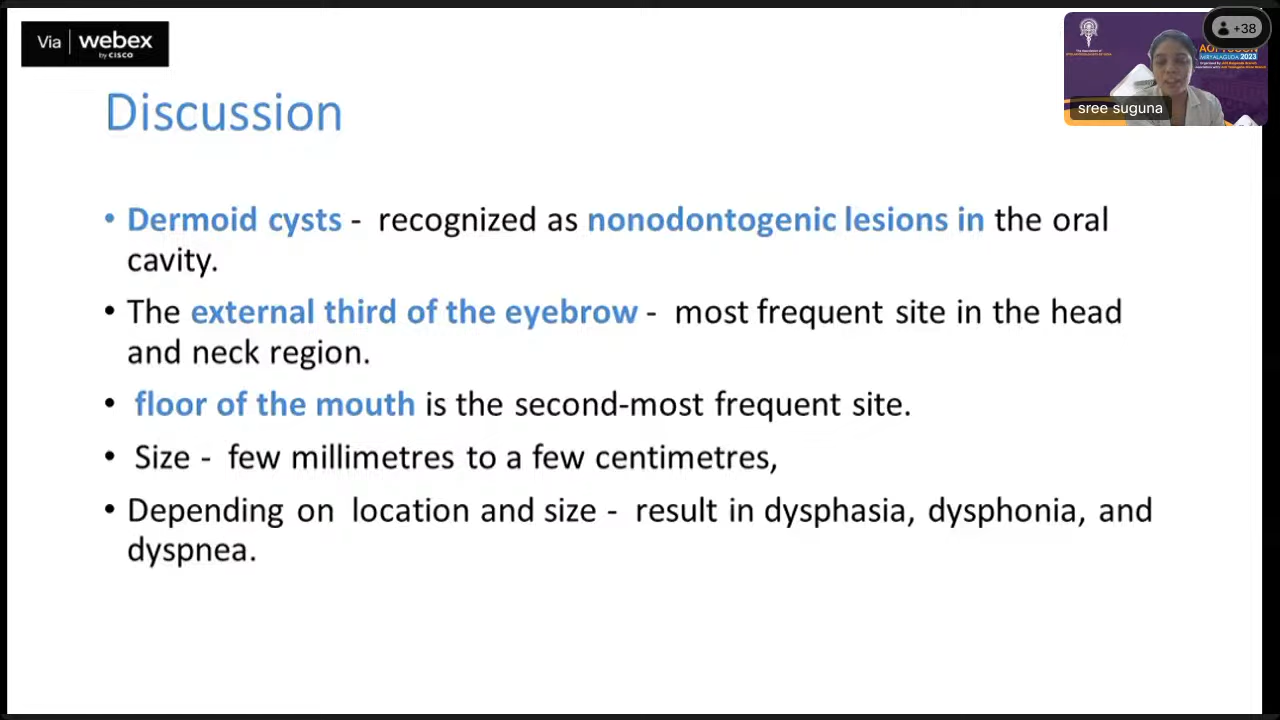 Via webex
by CISCO
+38
MIRYALAGUDA 2023
sree suguna
Discussion
• Dermoid cysts - recognized as nonodontogenic lesions in the oral
cavity.
• The external third of the eyebrow - most frequent site in the head
and neck region.
• floor of the mouth is the second-most frequent site.
• Size - few millimetres to a few centimetres,
• Depending on location and size - result in dysphasia, dysphonia, and
dyspnea.